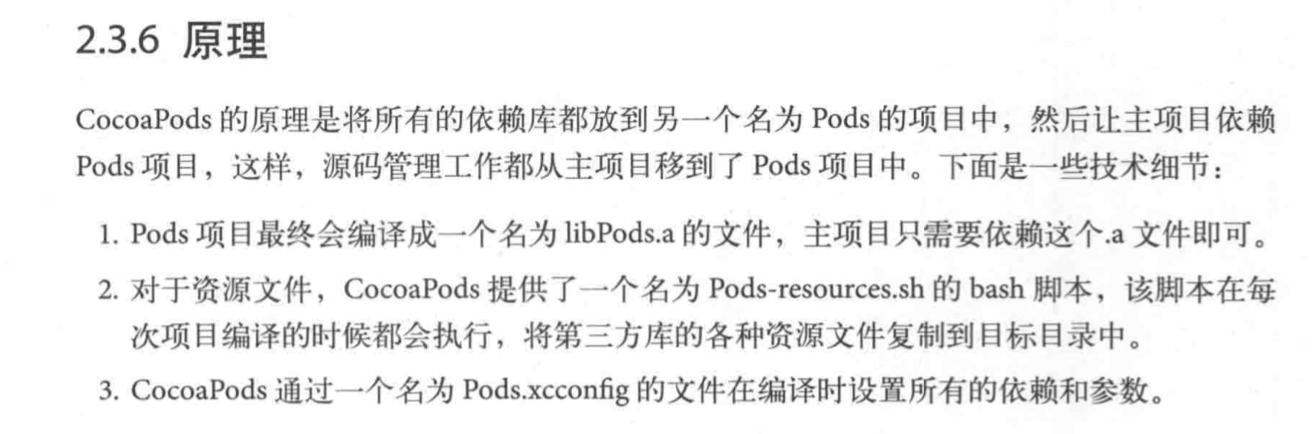 2.3.6 原理
CocoaPods 的原理是将所有的依赖库都放到另一个名为 Pods 的项目中，然后让主项目依赖
Pods 项目，这样，源码管理工作都从主项目移到了 Pods 项目中。下面是一些技术细节：
1. Pods 项目最终会编译成一个名为 libPods.a 的文件，主项目只需要依赖这个.a 文件即可。
2. 对于资源文件，CocoaPods 提供了一个名为 Pods-resources.sh 的 bash 脚本，该脚本在每
次项目编译的时候都会执行，将第三方库的各种资源文件复制到目标目录中。
3. CocoaPods 通过一个名为 Pods.xcconfig 的文件在编译时设置所有的依赖和参数。